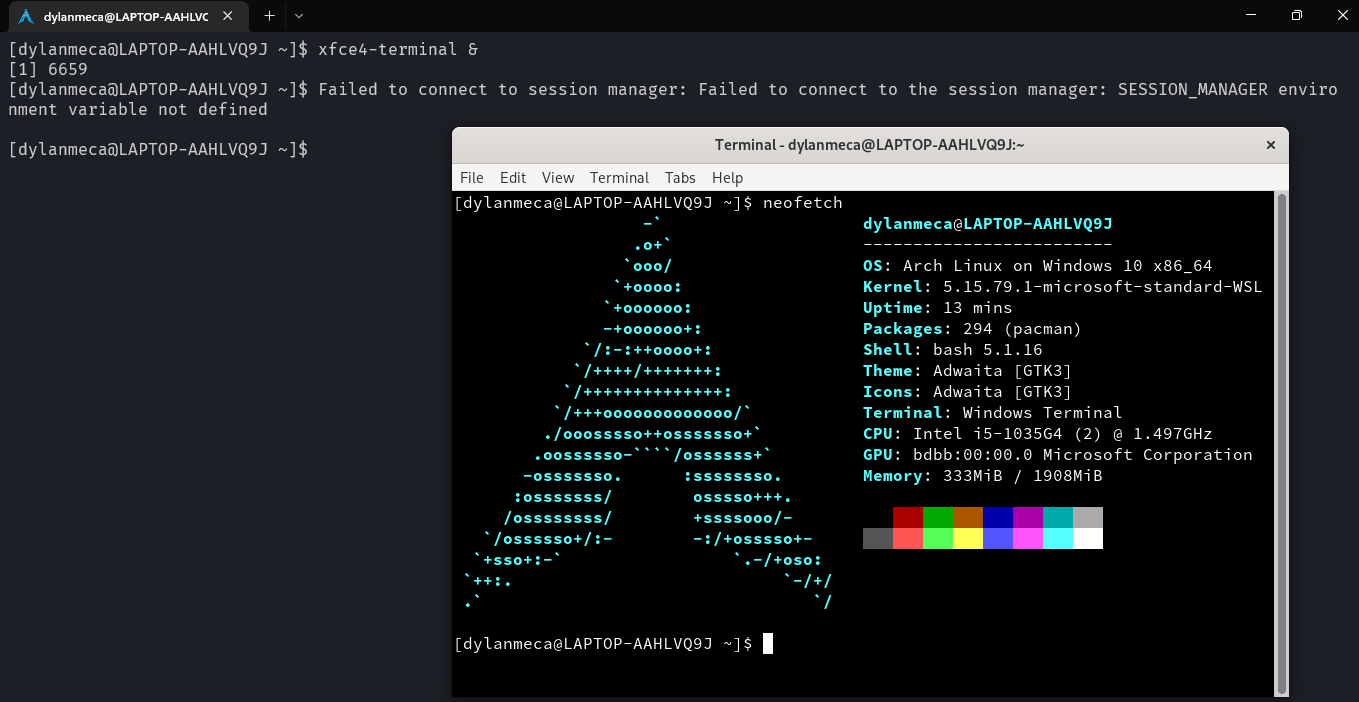 dylanmeca@LAPTOP-AAHLVC
[dylanmeca@LAPTOP-AAHLVQ9J ~]$ xfce4-terminal &
[1] 6659
[dylanmeca@LAPTOP-AAHLVQ9J ~]$ Failed to connect to session manager: Failed to connect to the session manager: SESSION_MANAGER enviro
nment variable not defined
[dylanmeca@LAPTOP-AAHLVQ9J ~]$
Terminal - dylanmeca@LAPTOP-AAHLVQ9J:~
File Edit View Terminal Tabs Help
[dylanmeca@LAPTOP-AAHLVQ9J ~]$ neofetch
                   -`
                  .o+`
                 `ooo/
                `+oooo:
               `+oooooo:
               -+oooooo+:
             `/:-:++oooo+:
            `/++++/+++++++:
           `/++++++++++++++:
          `/+++ooooooooooooo/`
         ./ooosssso++osssssso+`
        .oossssso-````/ossssss+`
       -osssssso.      :ssssssso.
      :osssssss/        osssso+++.
     /ossssssss/        +ssssooo/-
   `/ossssso+/:-        -:/+osssso+-
  `+sso+:-`                 `.-/+oso:
 `++:.                           `-/+/
 .`                                 `/
dylanmeca@LAPTOP-AAHLVQ9J
-------------------------
OS: Arch Linux on Windows 10 x86_64
Kernel: 5.15.79.1-microsoft-standard-WSL
Uptime: 13 mins
Packages: 294 (pacman)
Shell: bash 5.1.16
Theme: Adwaita [GTK3]
Icons: Adwaita [GTK3]
Terminal: Windows Terminal
CPU: Intel i5-1035G4 (2) @ 1.497GHz
GPU: bdbb:00:00.0 Microsoft Corporation
Memory: 333MiB / 1908MiB
[dylanmeca@LAPTOP-AAHLVQ9J ~]$